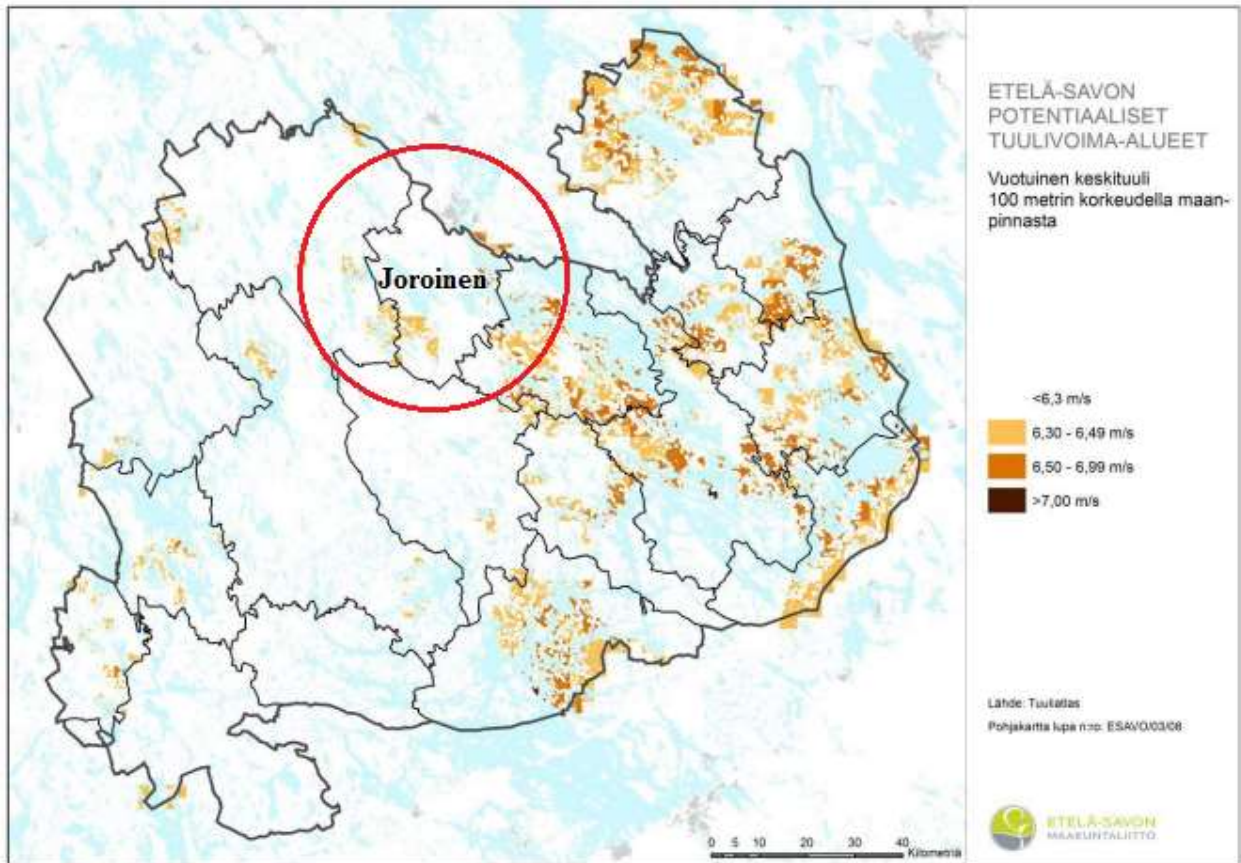 ETELÄ-SAVON
POTENTIAALISET
TUULIVOIMA-ALUEET
Vuotuinen keskituuli
100 metrin korkeudella maan-
pinnasta
Joroinen
<6,3 m/s
6,30 - 6,49 m/s
6,50 - 6,99 m/s
>7,00 m/s
Lähde: Tuuliatlas
Pohjakartta lupa n:ro: ESAVO/03/08
ETELÄ-SAVON
MAAKUNTALIITTO
0 5 10 20 30 40
Kilometriä